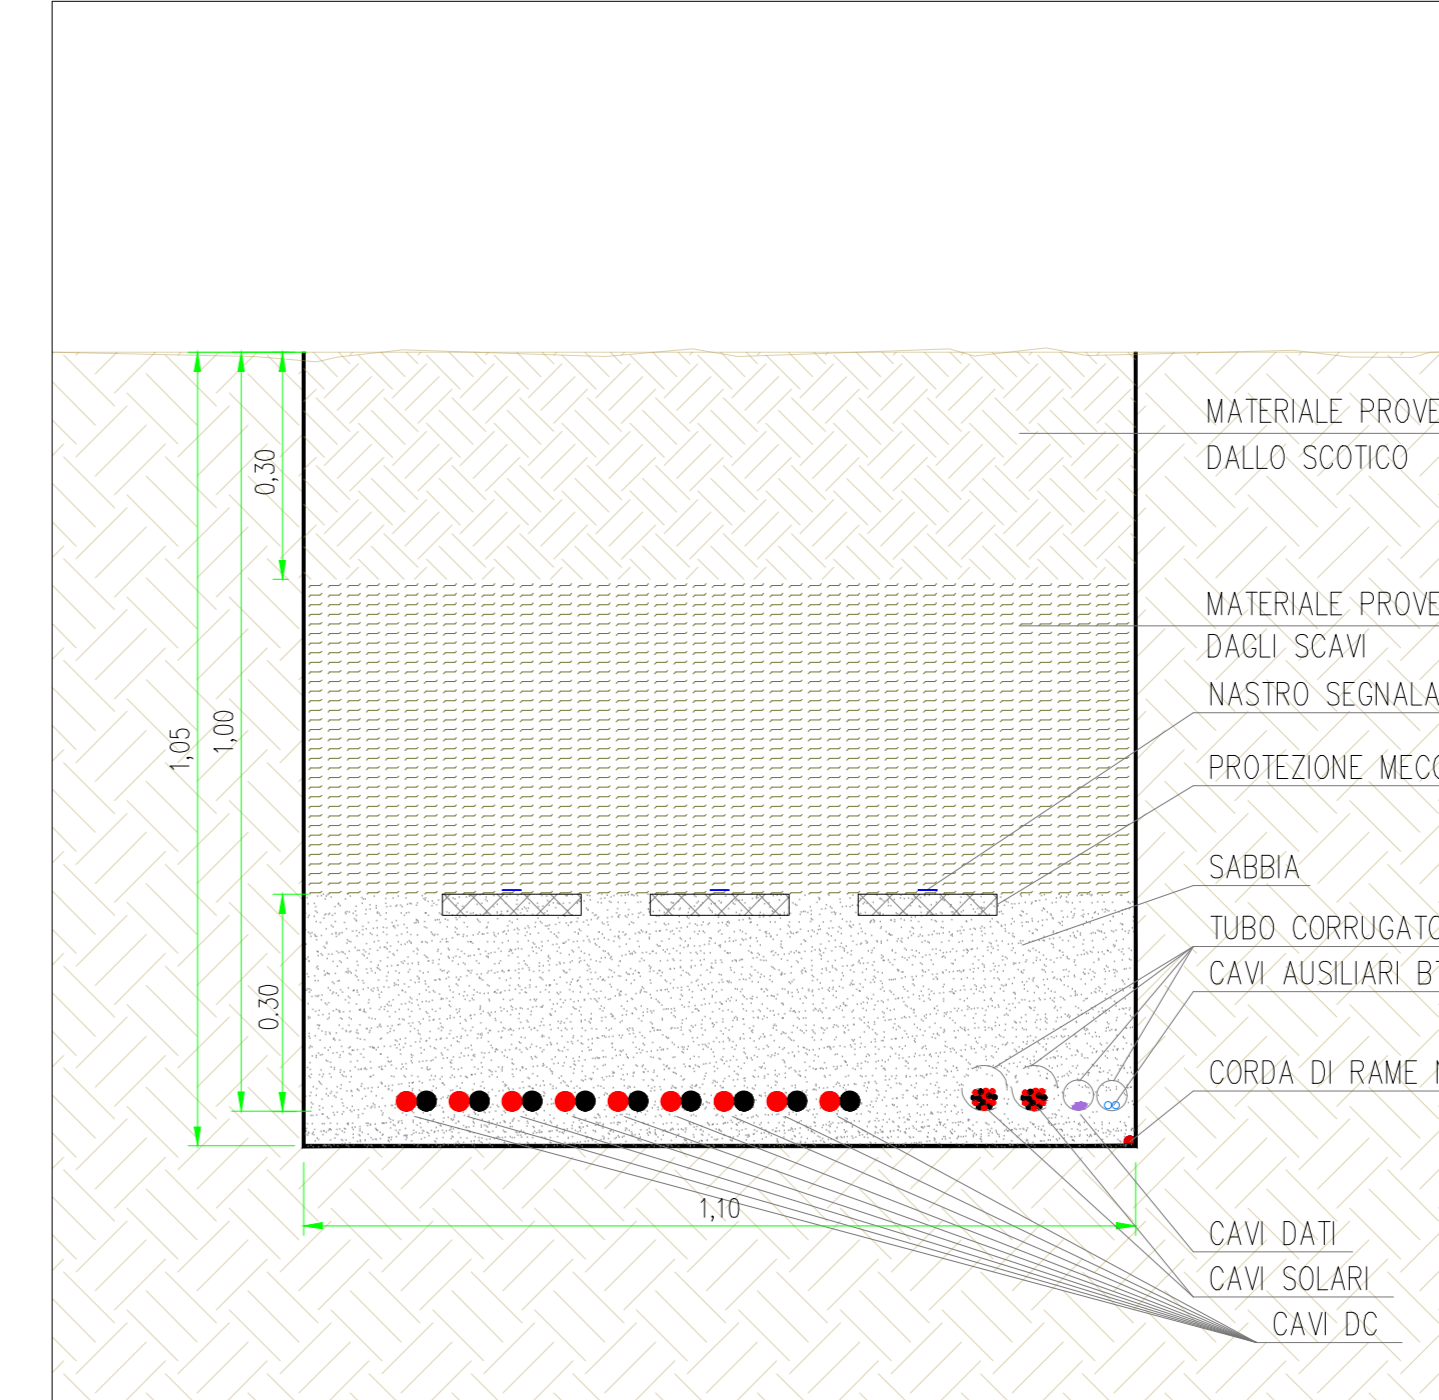 MATERIALE PROVE
DALLO SCOTICO
0,30
MATERIALE PROVE
DAGLI SCAVI
NASTRO SEGNALA
1,00
1,05
PROTEZIONE MECC
SABBIA
TUBO CORRUGATO
CAVI AUSILIARI BT
0.30
CORDA DI RAME N
1,10
CAVI DATI
CAVI SOLARI
CAVI DC